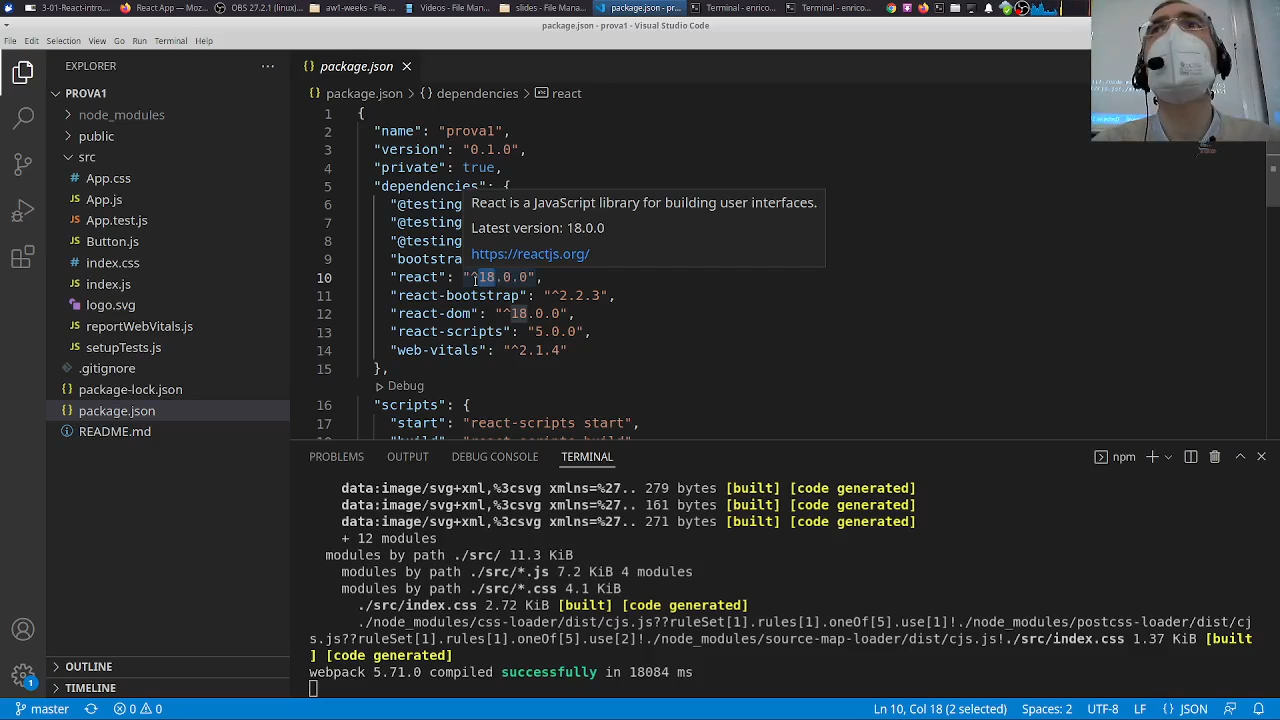 3-01-React-introd...
React App — Mo...
OBS 27.2.1 (linux)...
aw1-weeks - File...
Videos - File Man...
slides - File Mana...
package.json - pro...
Terminal - enrico...
Terminal - enrico...
package.json - prova1 - Visual Studio Code
File Edit Selection View Go Run Terminal Help
EXPLORER
PROVA1
node_modules
public
src
App.css
App.js
App.test.js
Button.js
index.css
index.js
logo.svg
reportWebVitals.js
setupTests.js
.gitignore
package-lock.json
package.json
README.md
OUTLINE
TIMELINE
{} package.json
{} package.json > {} dependencies > react
1 {
2 "name": "prova1",
3 "version": "0.1.0",
4 "private": true,
5 "dependencies": {
6 "@testing
7 "@testing
8 "@testing
9 "bootstra
10 "react": "^18.0.0",
11 "react-bootstrap": "^2.2.3",
12 "react-dom": "^18.0.0",
13 "react-scripts": "5.0.0",
14 "web-vitals": "^2.1.4"
15 },
Debug
16 "scripts": {
17 "start": "react-scripts start",
18 "build": "react-scripts build"
React is a JavaScript library for building user interfaces.
Latest version: 18.0.0
https://reactjs.org/
PROBLEMS OUTPUT DEBUG CONSOLE TERMINAL
npm
data:image/svg+xml,%3csvg xmlns=%27.. 279 bytes [built] [code generated]
data:image/svg+xml,%3csvg xmlns=%27.. 161 bytes [built] [code generated]
data:image/svg+xml,%3csvg xmlns=%27.. 271 bytes [built] [code generated]
+ 12 modules
modules by path ./src/ 11.3 KiB
modules by path ./src/*.js 7.2 KiB 4 modules
modules by path ./src/*.css 4.1 KiB
./src/index.css 2.72 KiB [built] [code generated]
./node_modules/css-loader/dist/cjs.js??ruleSet[1].rules[1].oneOf[5].use[1]!./node_modules/postcss-loader/dist/cj
s.js??ruleSet[1].rules[1].oneOf[5].use[2]!./node_modules/source-map-loader/dist/cjs.js!./src/index.css 1.37 KiB [built
] [code generated]
webpack 5.71.0 compiled successfully in 18084 ms
1
master
0 0
Ln 10, Col 18 (2 selected) Spaces: 2 UTF-8 LF {} JSON